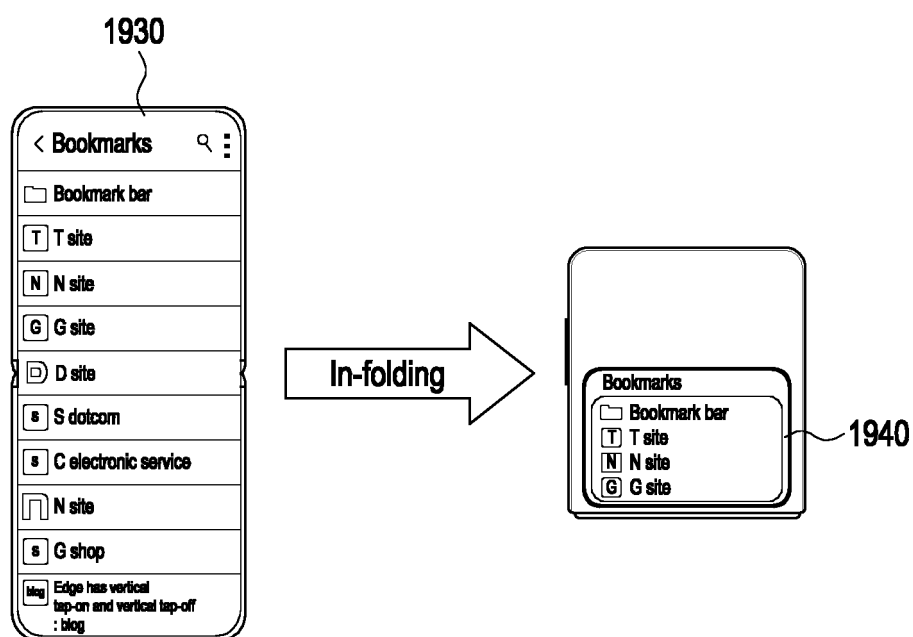 1930
< Bookmarks
Bookmark bar
T T site
N N site
G G site
D D site
s S dotcom
s C electronic service
N site
s G shop
blog Edge has vertical
tap-on and vertical tap-off
: blog
In-folding
Bookmarks
Bookmark bar
T T site
N N site
G G site
1940